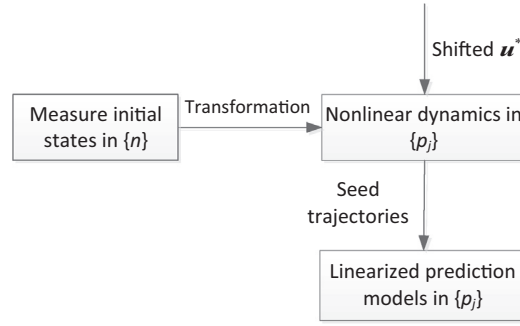 Shifted u*
Measure initial
states in {n}
Transformation
Nonlinear dynamics in
{pj}
Seed
trajectories
Linearized prediction
models in {pj}